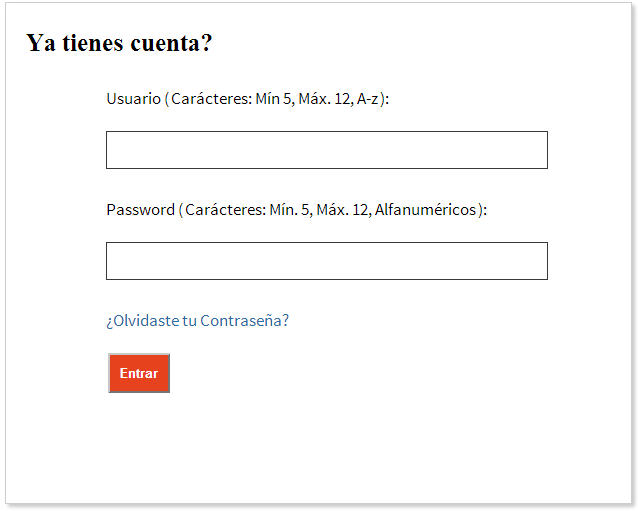 Ya tienes cuenta?
Usuario (Carácteres: Mín 5, Máx. 12, A-z):
Password (Carácteres: Mín. 5, Máx. 12, Alfanuméricos):
¿Olvidaste tu Contraseña?
Entrar